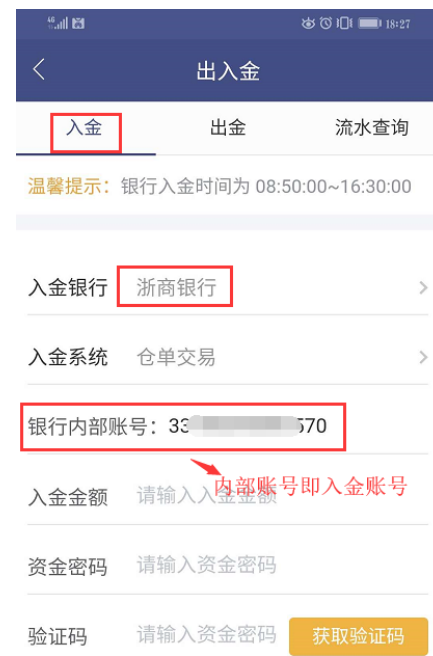 46 18:27
出入金
入金 出金 流水查询
温馨提示：银行入金时间为 08:50:00~16:30:00
入金银行 浙商银行
入金系统 仓单交易
银行内部账号：33 570
内部账号即入金账号
入金金额 请输入入金金额
资金密码 请输入资金密码
验证码 请输入资金密码 获取验证码